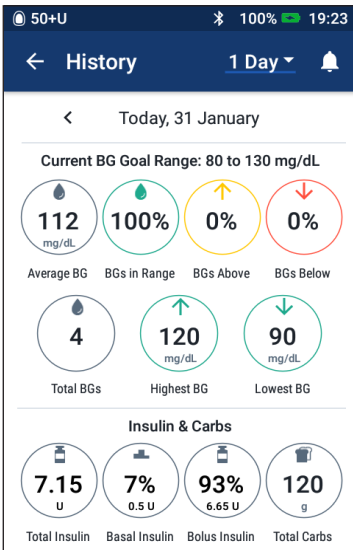 50+U 100% 19:23
History 1 Day
Today, 31 January
Current BG Goal Range: 80 to 130 mg/dL
112 100% 0% 0%
mg/dL
Average BG BGs in Range BGs Above BGs Below
4 120 90
mg/dL mg/dL
Total BGs Highest BG Lowest BG
Insulin & Carbs
7.15 7% 93% 120
U 0.5 U 6.65 U g
Total Insulin Basal Insulin Bolus Insulin Total Carbs